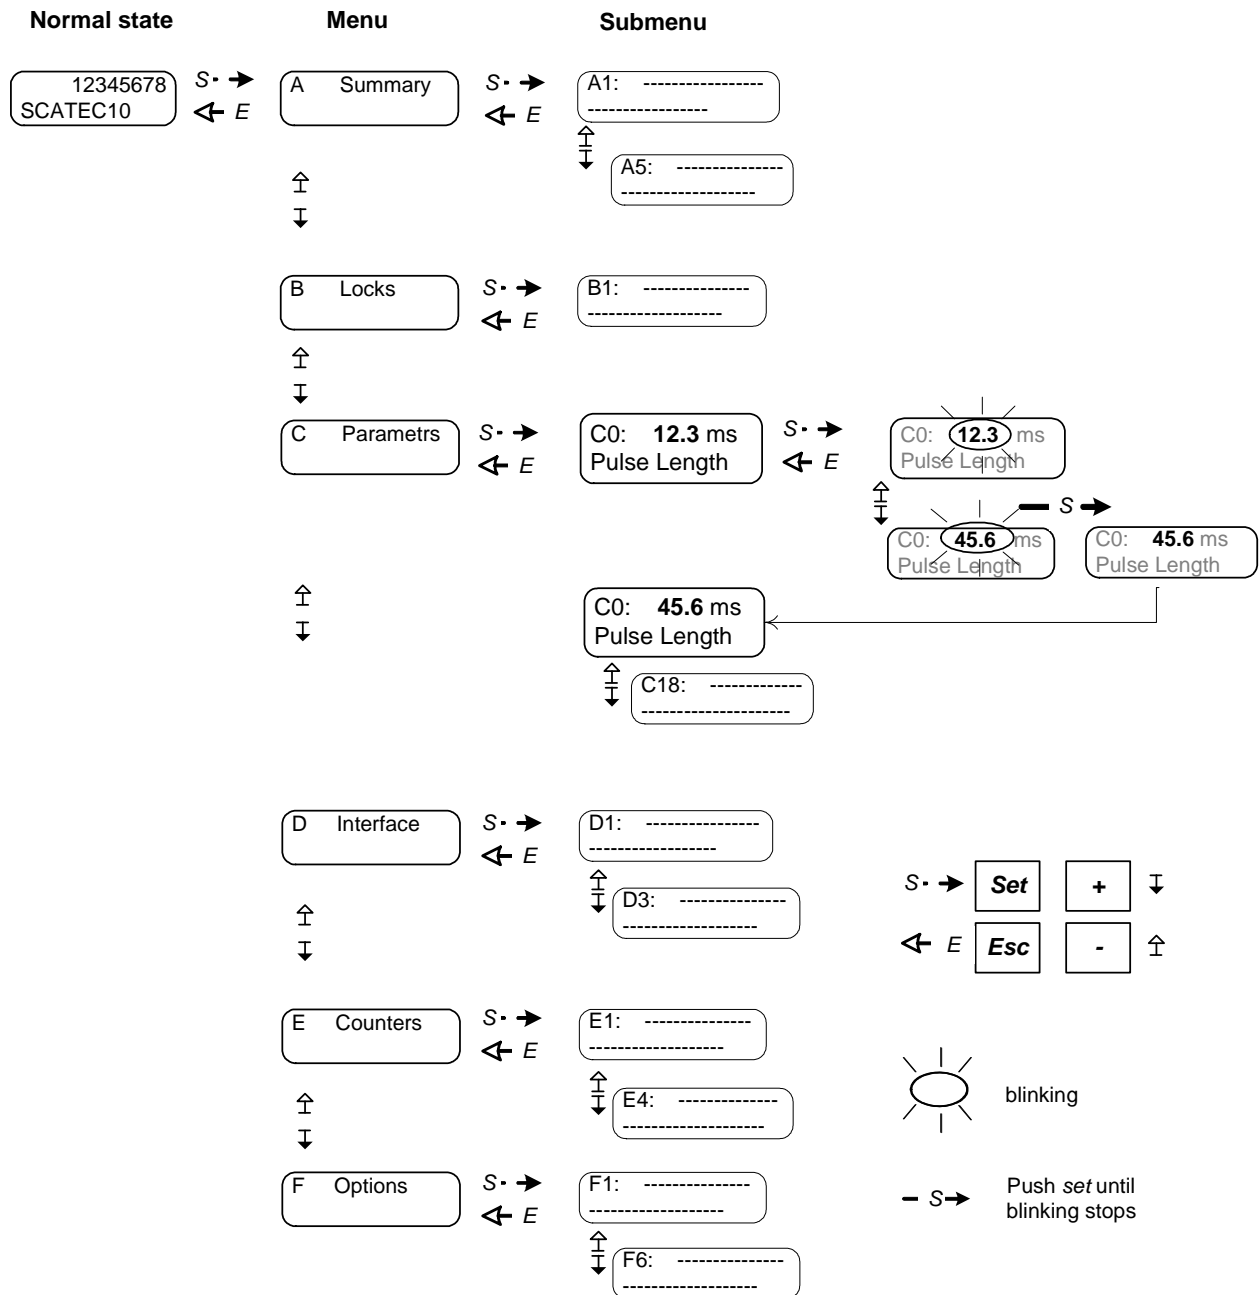 Normal state
Menu
Submenu
12345678
SCATEC10
S
E
A Summary
S
E
A1: -----------------
-----------------
A5: ---------------
-------------------
B Locks
S
E
B1: ---------------
-------------------
C Parametrs
S
E
C0: 12.3 ms
Pulse Length
S
E
C0: 12.3 ms
Pulse Length
C0: 45.6 ms
Pulse Length
S
C0: 45.6 ms
Pulse Length
C0: 45.6 ms
Pulse Length
C18: -------------
---------------------
D Interface
S
E
D1: ----------------
------------------
D3: ---------------
-------------------
S
Set
+
E
Esc
-
E Counters
S
E
E1: ---------------
-------------------
E4: --------------
--------------------
blinking
F Options
S
E
F1: ---------------
-------------------
F6: ---------------
-------------------
S
Push set until
blinking stops